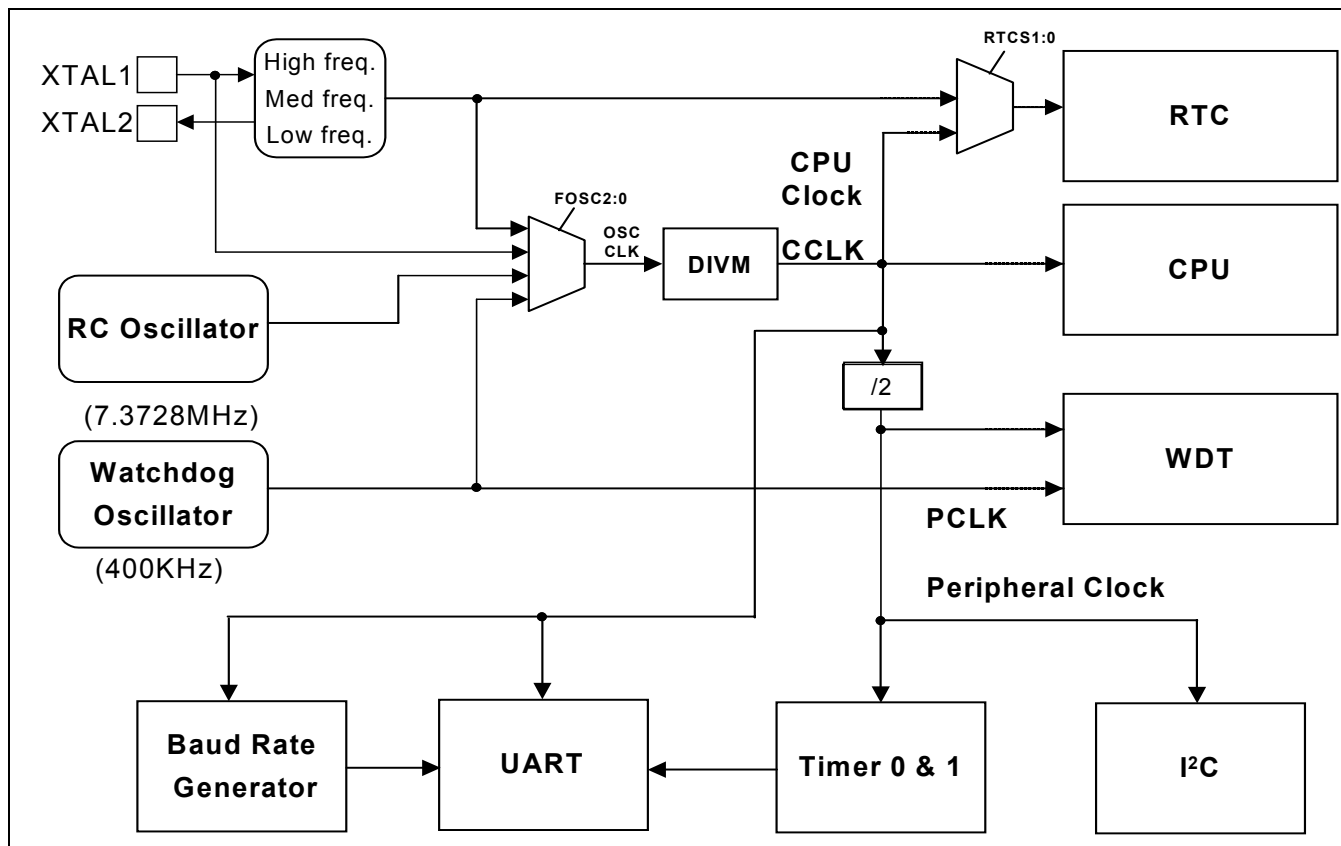 XTAL1
XTAL2
High freq.
Med freq.
Low freq.
RTCS1:0
RTC
CPU
Clock
FOSC2:0
OSC
CLK
DIVM
CCLK
CPU
RC Oscillator
(7.3728MHz)
/2
Watchdog
Oscillator
(400KHz)
WDT
PCLK
Peripheral Clock
Baud Rate
Generator
UART
Timer 0 & 1
I²C